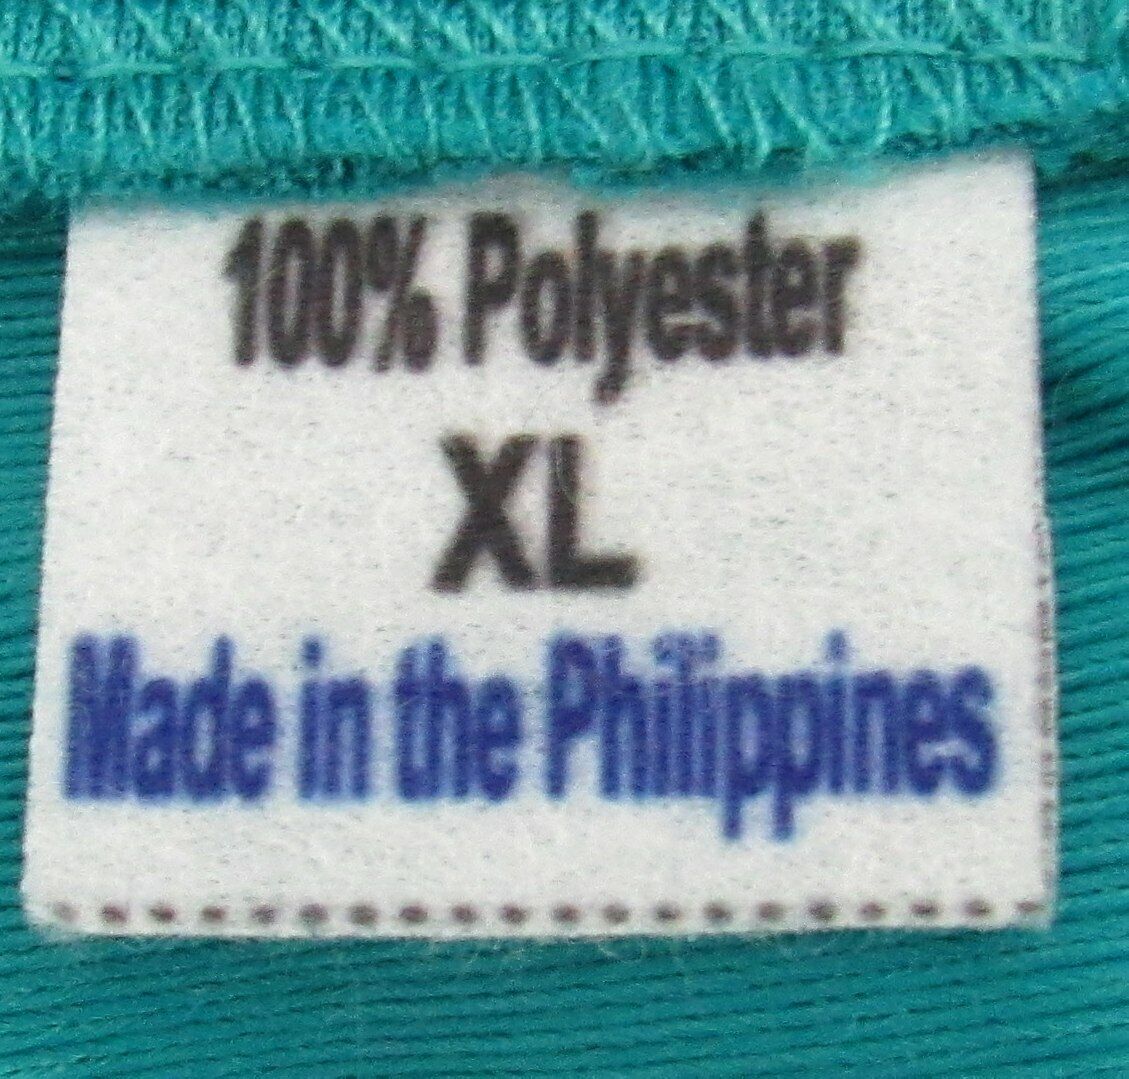 100% Polyester
XL
Made in the Philippines